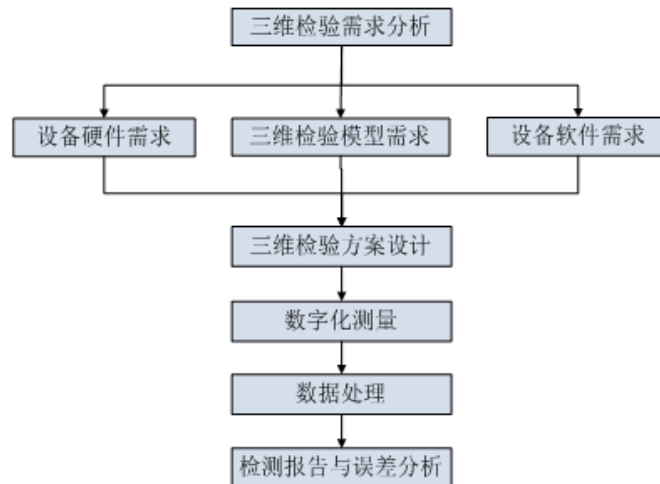 三维检验需求分析
设备硬件需求
三维检验模型需求
设备软件需求
三维检验方案设计
数字化测量
数据处理
检测报告与误差分析